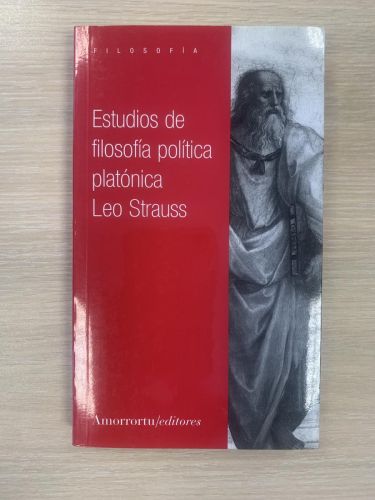 FILOSOFÍA
Estudios de
filosofía política
platónica
Leo Strauss
Amorrortu/editores